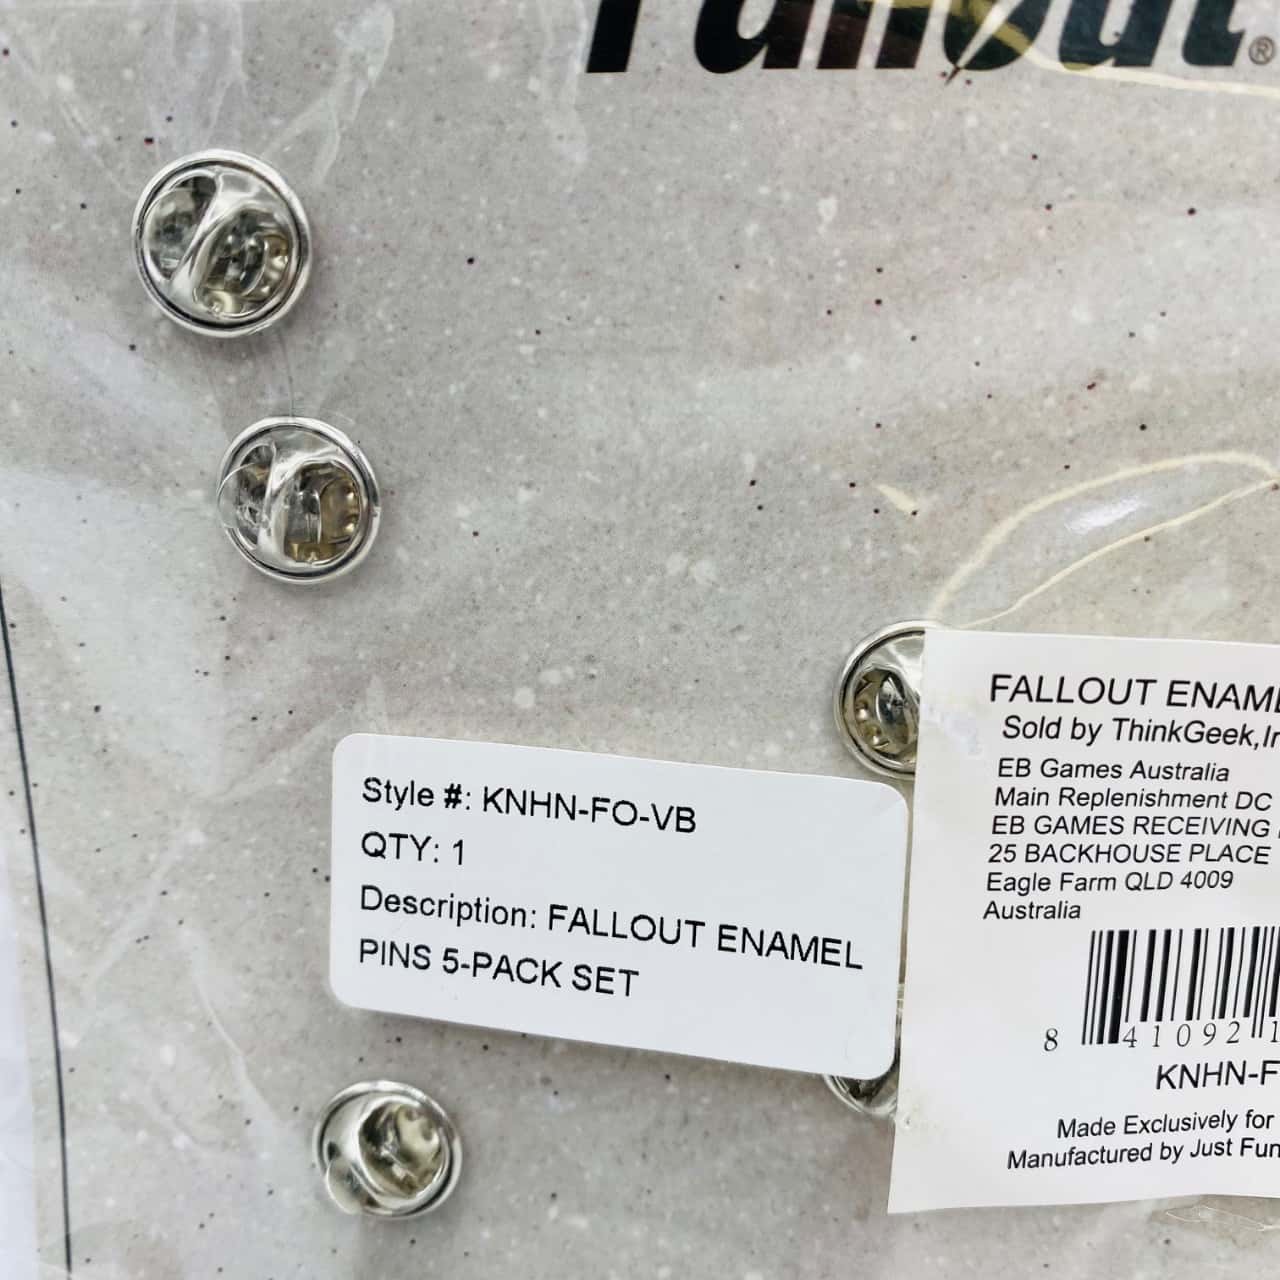 Fallout®
Style #: KNHN-FO-VB
QTY: 1
Description: FALLOUT ENAMEL
PINS 5-PACK SET
FALLOUT
Sold by ThinkGeek,
EB Games Australia
Main Replenishment DC
EB GAMES RECEIVING
25 BACKHOUSE PLACE
Eagle Farm QLD 4009
Australia
8 41092
KNHN-F
Made Exclusively for
Manufactured by Just Fun